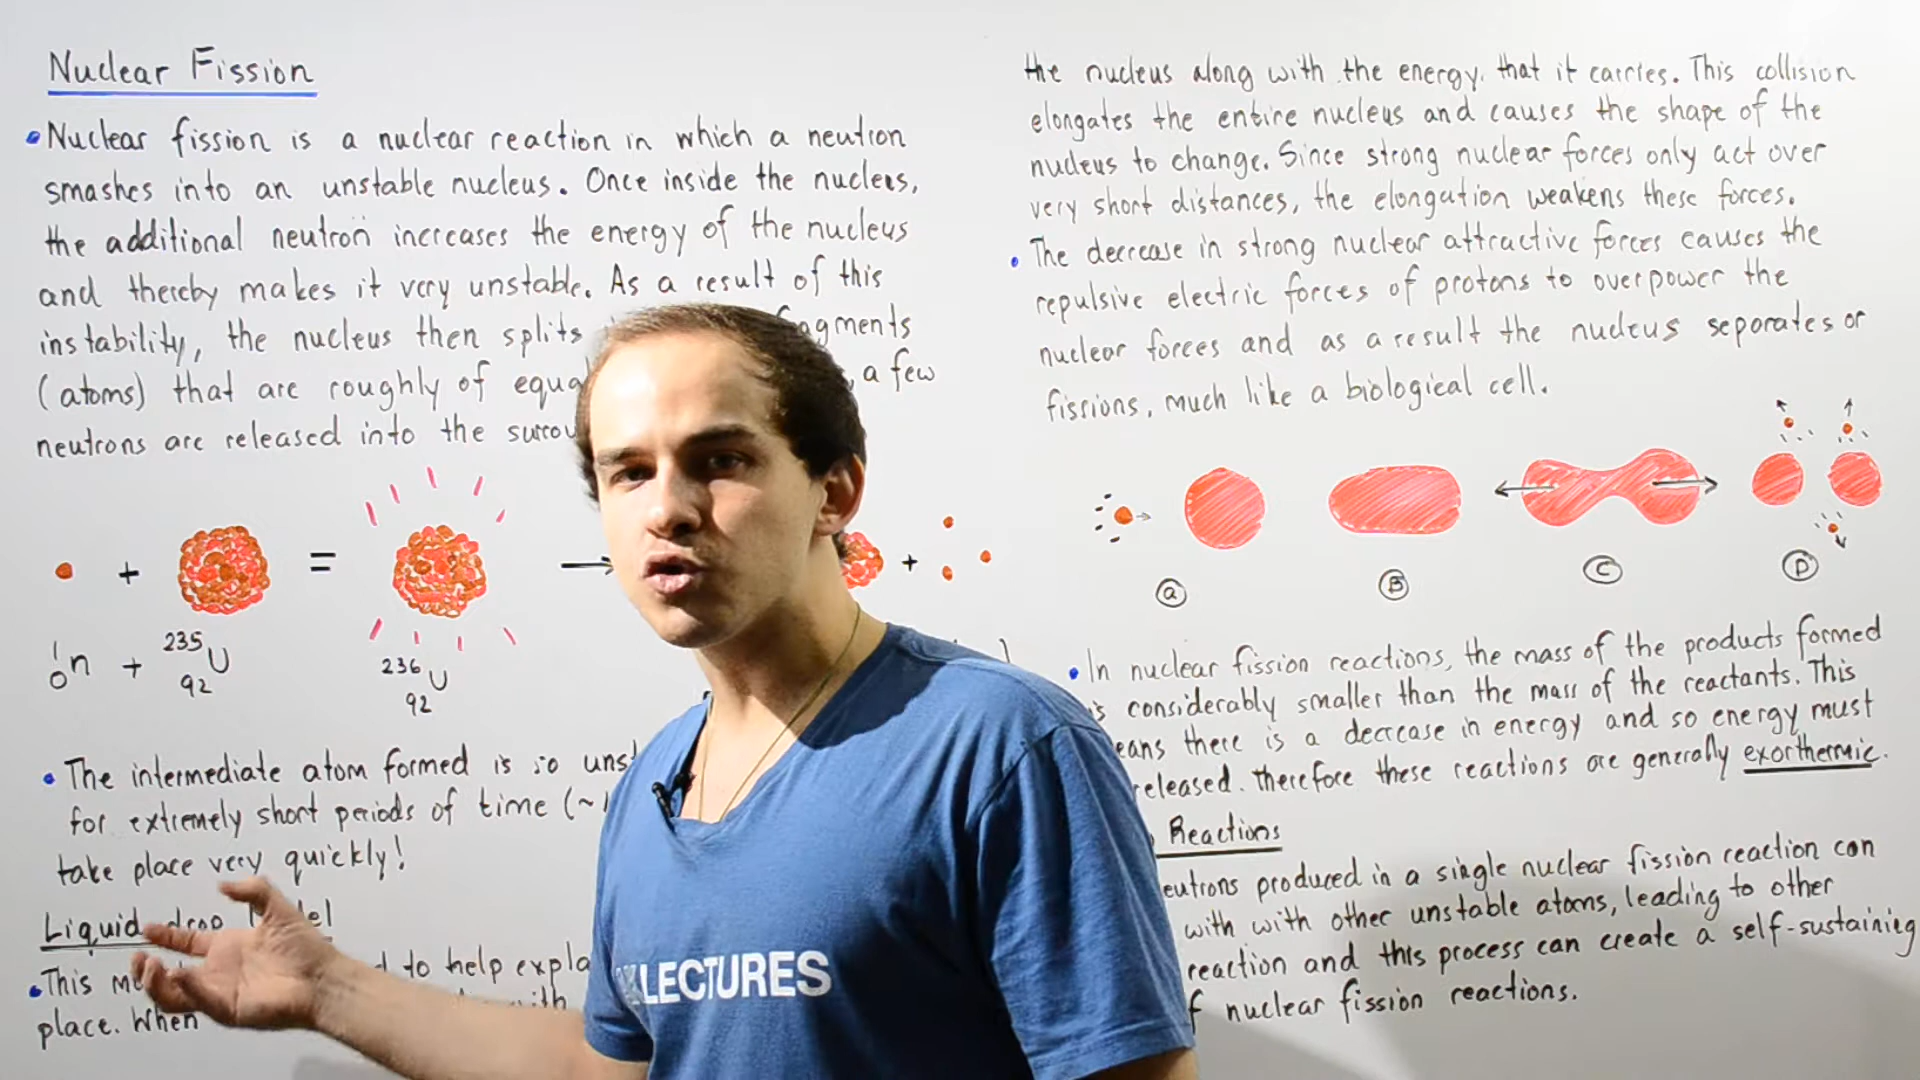 Nuclear Fission
• Nuclear fission is a nuclear reaction in which a neutron
smashes into an unstable nucleus. Once inside the nucleus,
the additional neutron increases the energy of the nucleus
and thereby makes it very unstable. As a result of this
instability, the nucleus then splits
(atoms) that are roughly of a few
neutrons are released into the
+ = → +
1 0 n + 235 92 U 236 92 U
• The intermediate atom formed is so
for extremely short periods of time (~
take place very quickly!
Liquid drop
• This to help
place. When with
the nucleus along with the energy that it carries. This collision
elongates the entire nucleus and causes the shape of the
nucleus to change. Since strong nuclear forces only act over
very short distances, the elongation weakens these forces.
• The decrease in strong nuclear attractive forces causes the
repulsive electric forces of protons to overpower the
nuclear forces and as a result the nucleus separates or
fissions, much like a biological cell.
a B C D
• In nuclear fission reactions, the mass of the products formed
is considerably smaller than the mass of the reactants. This
there is a decrease in energy and so energy must
released. Therefore these reactions are generally exorthermic.
Reactions
produced in a single nuclear fission reaction can
with with other unstable atoms, leading to other
reaction and this process can create a self-sustaining
nuclear fission reactions.
LECTURES